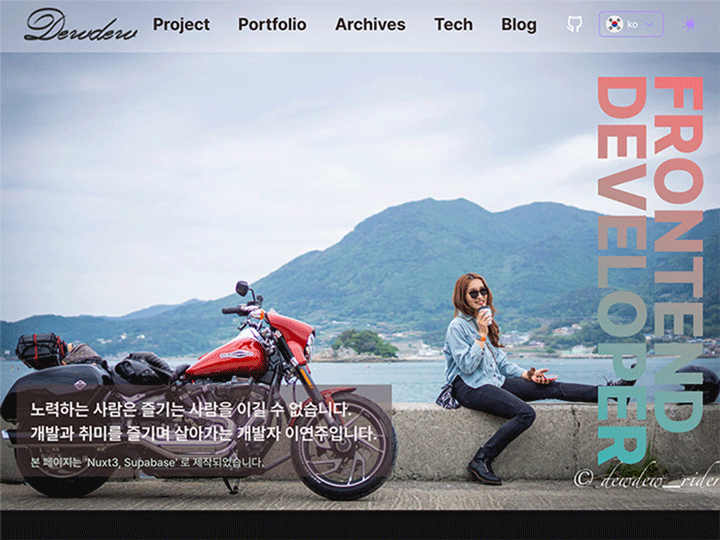 Dewdew
Project
Portfolio
Archives
Tech
Blog
ko
FRONTEND
DEVELOPER
노력하는 사람은 즐기는 사람을 이길 수 없습니다.
개발과 취미를 즐기며 살아가는 개발자 이연주입니다.
본 페이지는 'Nuxt3, Supabase' 로 제작되었습니다.
© dewdew_rider